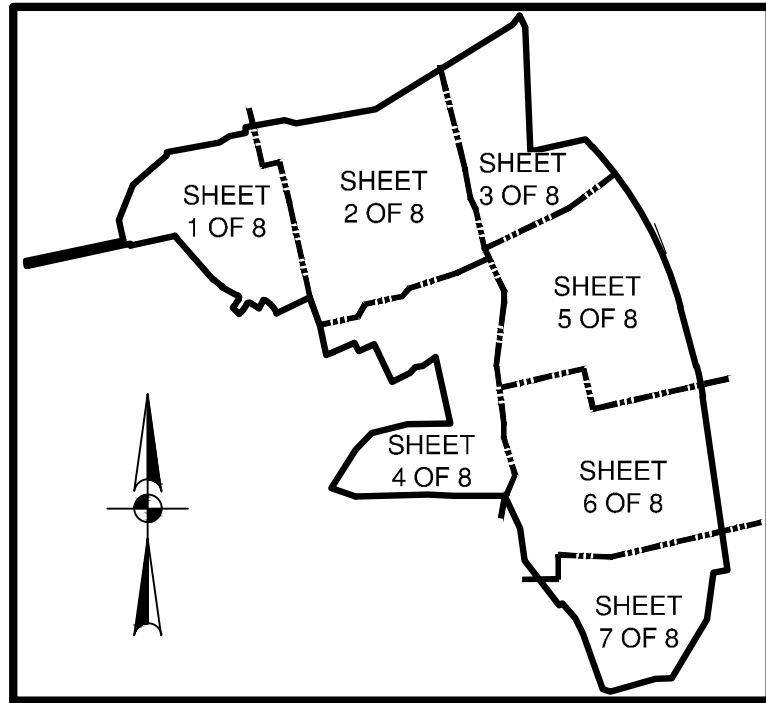 SHEET
1 OF 8
SHEET
2 OF 8
SHEET
3 OF 8
SHEET
4 OF 8
SHEET
5 OF 8
SHEET
6 OF 8
SHEET
7 OF 8